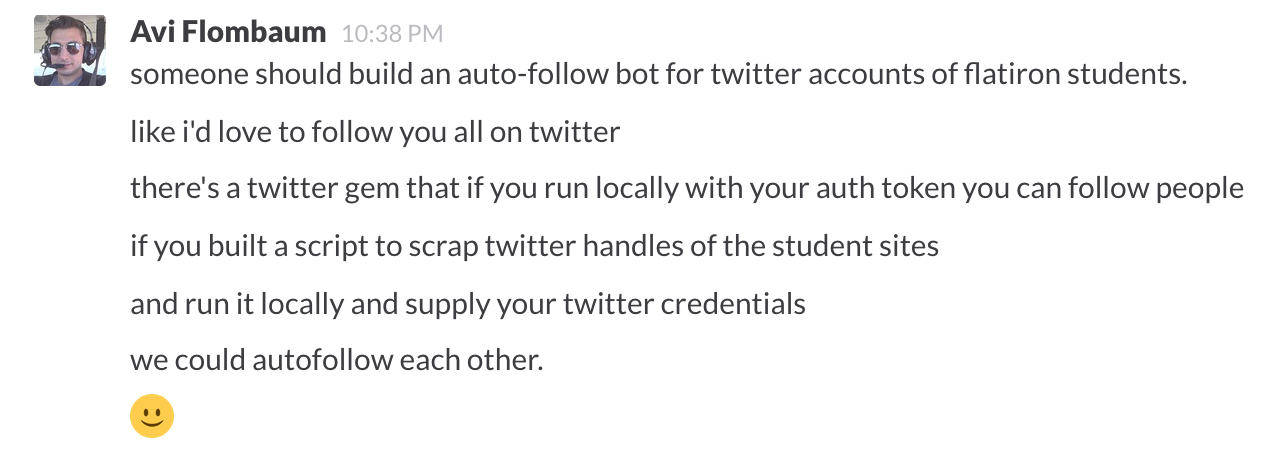 Avi Flombaum 10:38 PM
someone should build an auto-follow bot for twitter accounts of flatiron students.
like i'd love to follow you all on twitter
there's a twitter gem that if you run locally with your auth token you can follow people
if you built a script to scrap twitter handles of the student sites
and run it locally and supply your twitter credentials
we could autofollow each other.